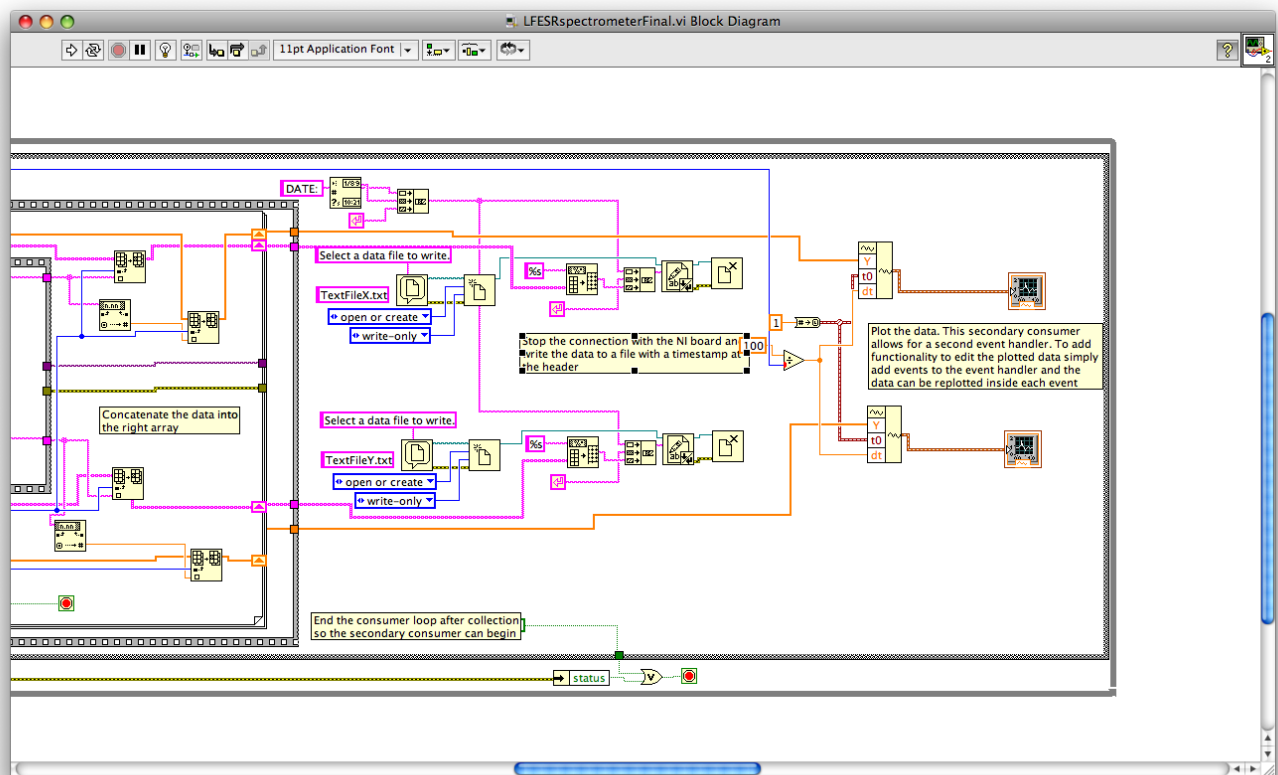 LFESRspectrometerFinal.vi Block Diagram
11pt Application Font
?
2
DATE:
Select a data file to write.
TextFileX.txt
open or create
write-only
%s
Stop the connection with the NI board and
write the data to a file with a timestamp at
the header
100
1
Y
t0
dt
Plot the data. This secondary consumer
allows for a second event handler. To add
functionality to edit the plotted data simply
add events to the event handler and the
data can be replotted inside each event
Concatenate the data into
the right array
Select a data file to write.
TextFileY.txt
open or create
write-only
%s
Y
t0
dt
End the consumer loop after collection
so the secondary consumer can begin
status